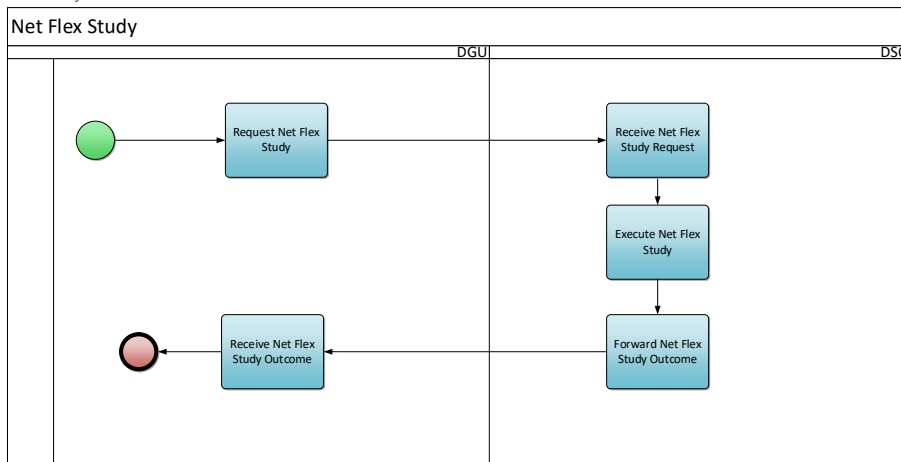 Net Flex Study
DGU
Request Net Flex
Study
Receive Net Flex
Study Request
Execute Net Flex
Study
Receive Net Flex
Study Outcome
Forward Net Flex
Study Outcome